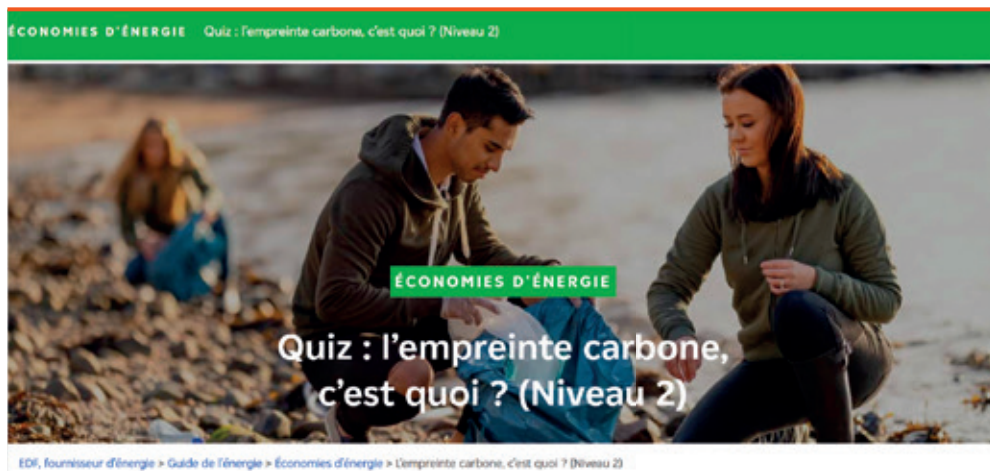 ÉCONOMIES D'ÉNERGIE Quiz : l'empreinte carbone, c'est quoi ? (Niveau 2)
ÉCONOMIES D'ÉNERGIE
Quiz : l'empreinte carbone,
c'est quoi ? (Niveau 2)
EDF, fournisseur d'énergie > Guide de l'énergie > Économies d'énergie > L'empreinte carbone, c'est quoi ? (Niveau 2)